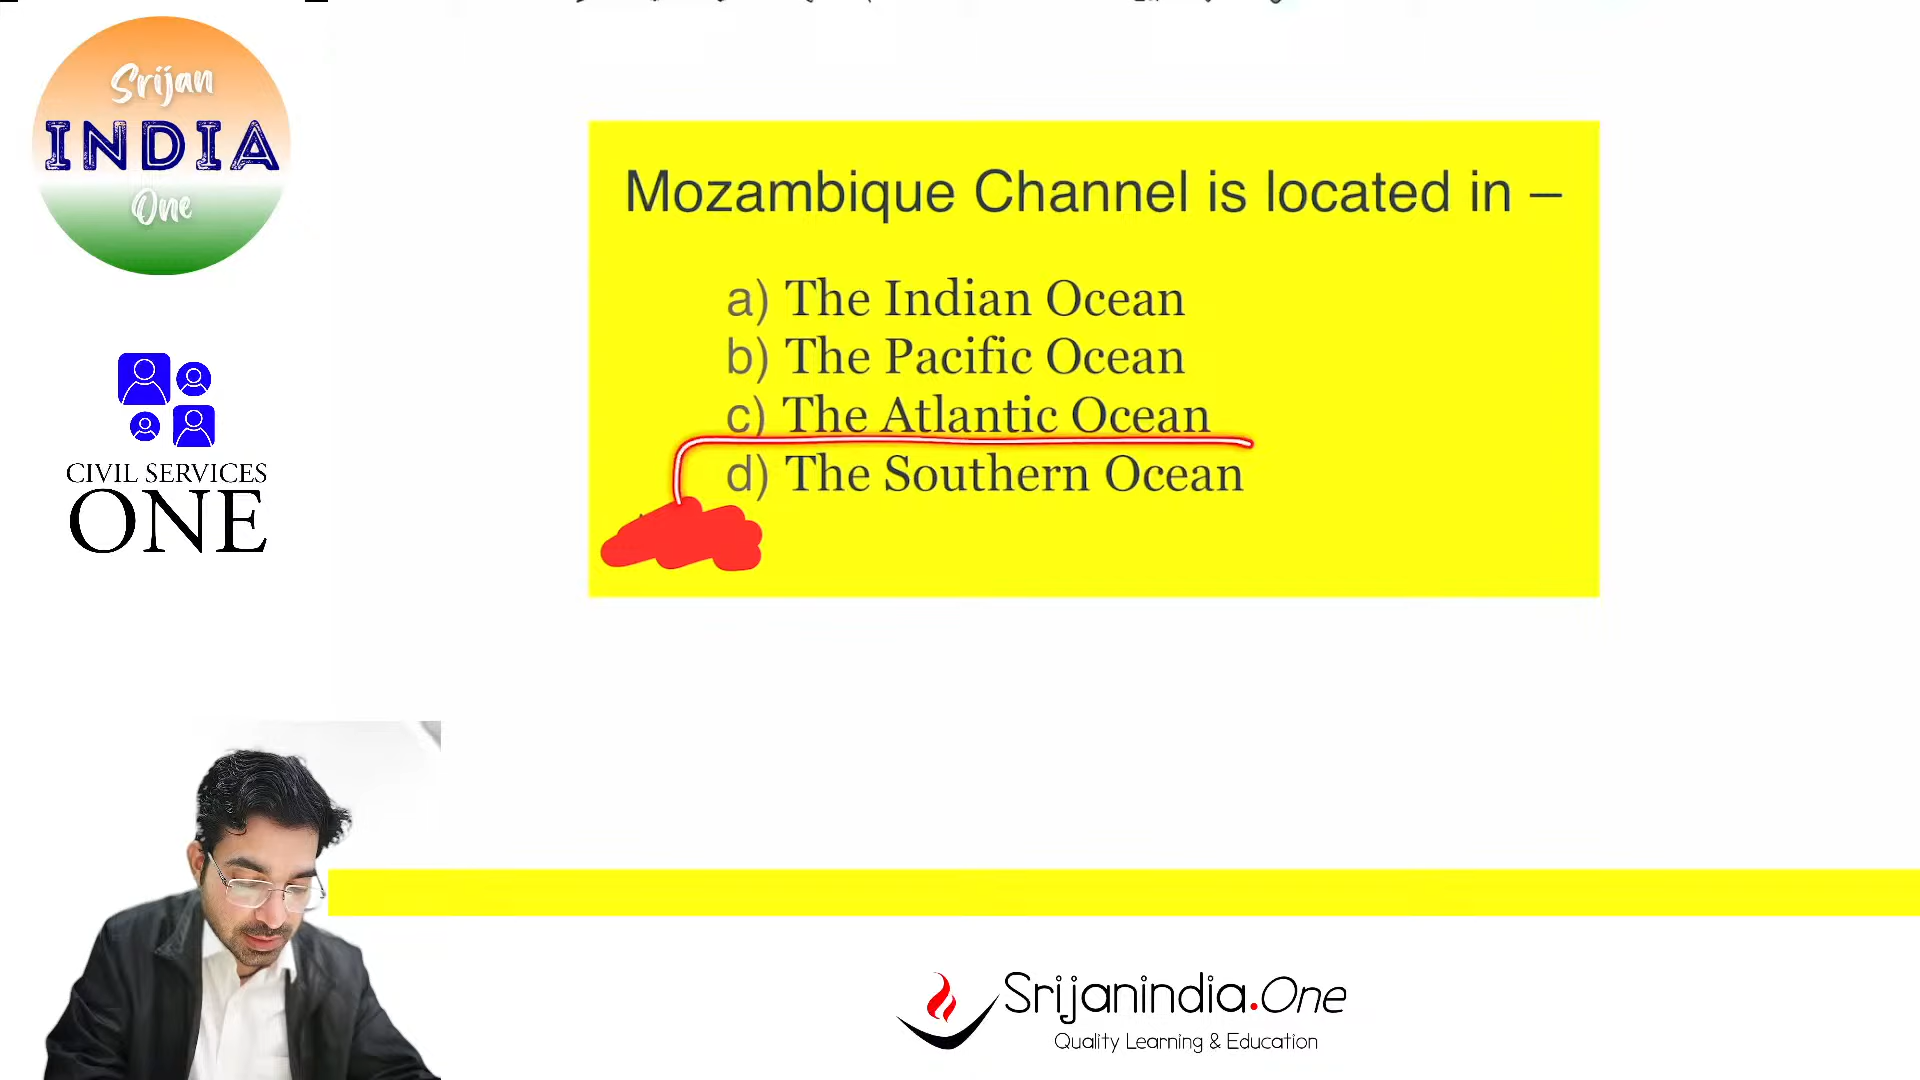 Srijan
INDIA
One
CIVIL SERVICES
ONE
Mozambique Channel is located in –
a) The Indian Ocean
b) The Pacific Ocean
c) The Atlantic Ocean
d) The Southern Ocean
Srijanindia.One
Quality Learning & Education